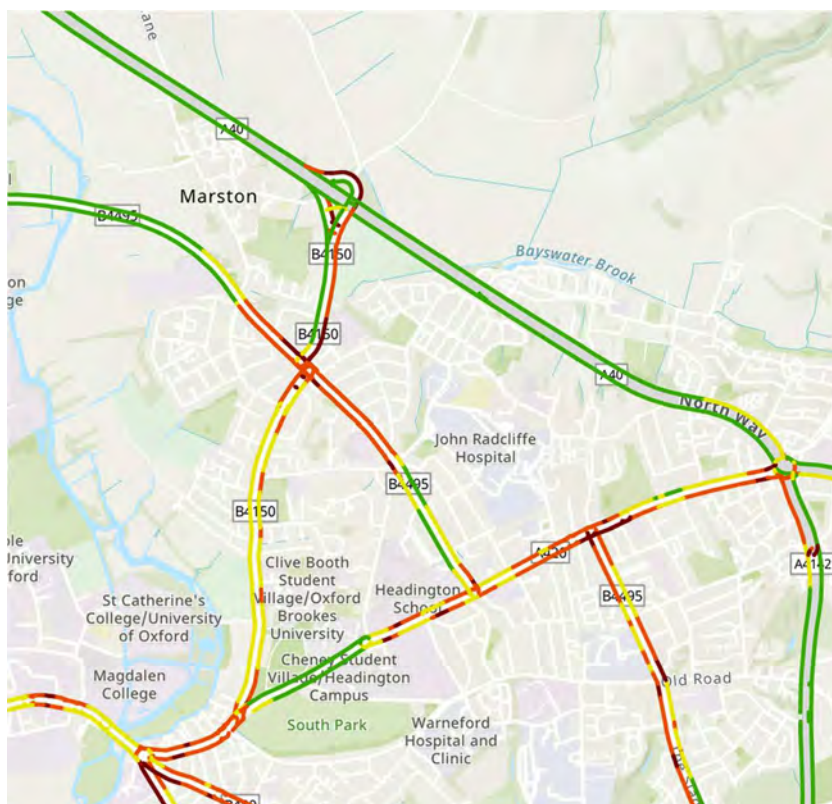 A40
Marston
B4495
B4150
Bayswater
Brook
on
ge
B4150
A40
North Way
John Radcliffe
Hospital
B4495
B4150
A420
A4142
University
ford
Clive Booth
Student
Village/Oxford
Brookes
University
Headington
School
B4495
St Catherine's
College/University
of Oxford
Cheney Student
Village/Headington
Campus
Old Road
Magdalen
College
South Park
Warneford
Hospital and
Clinic